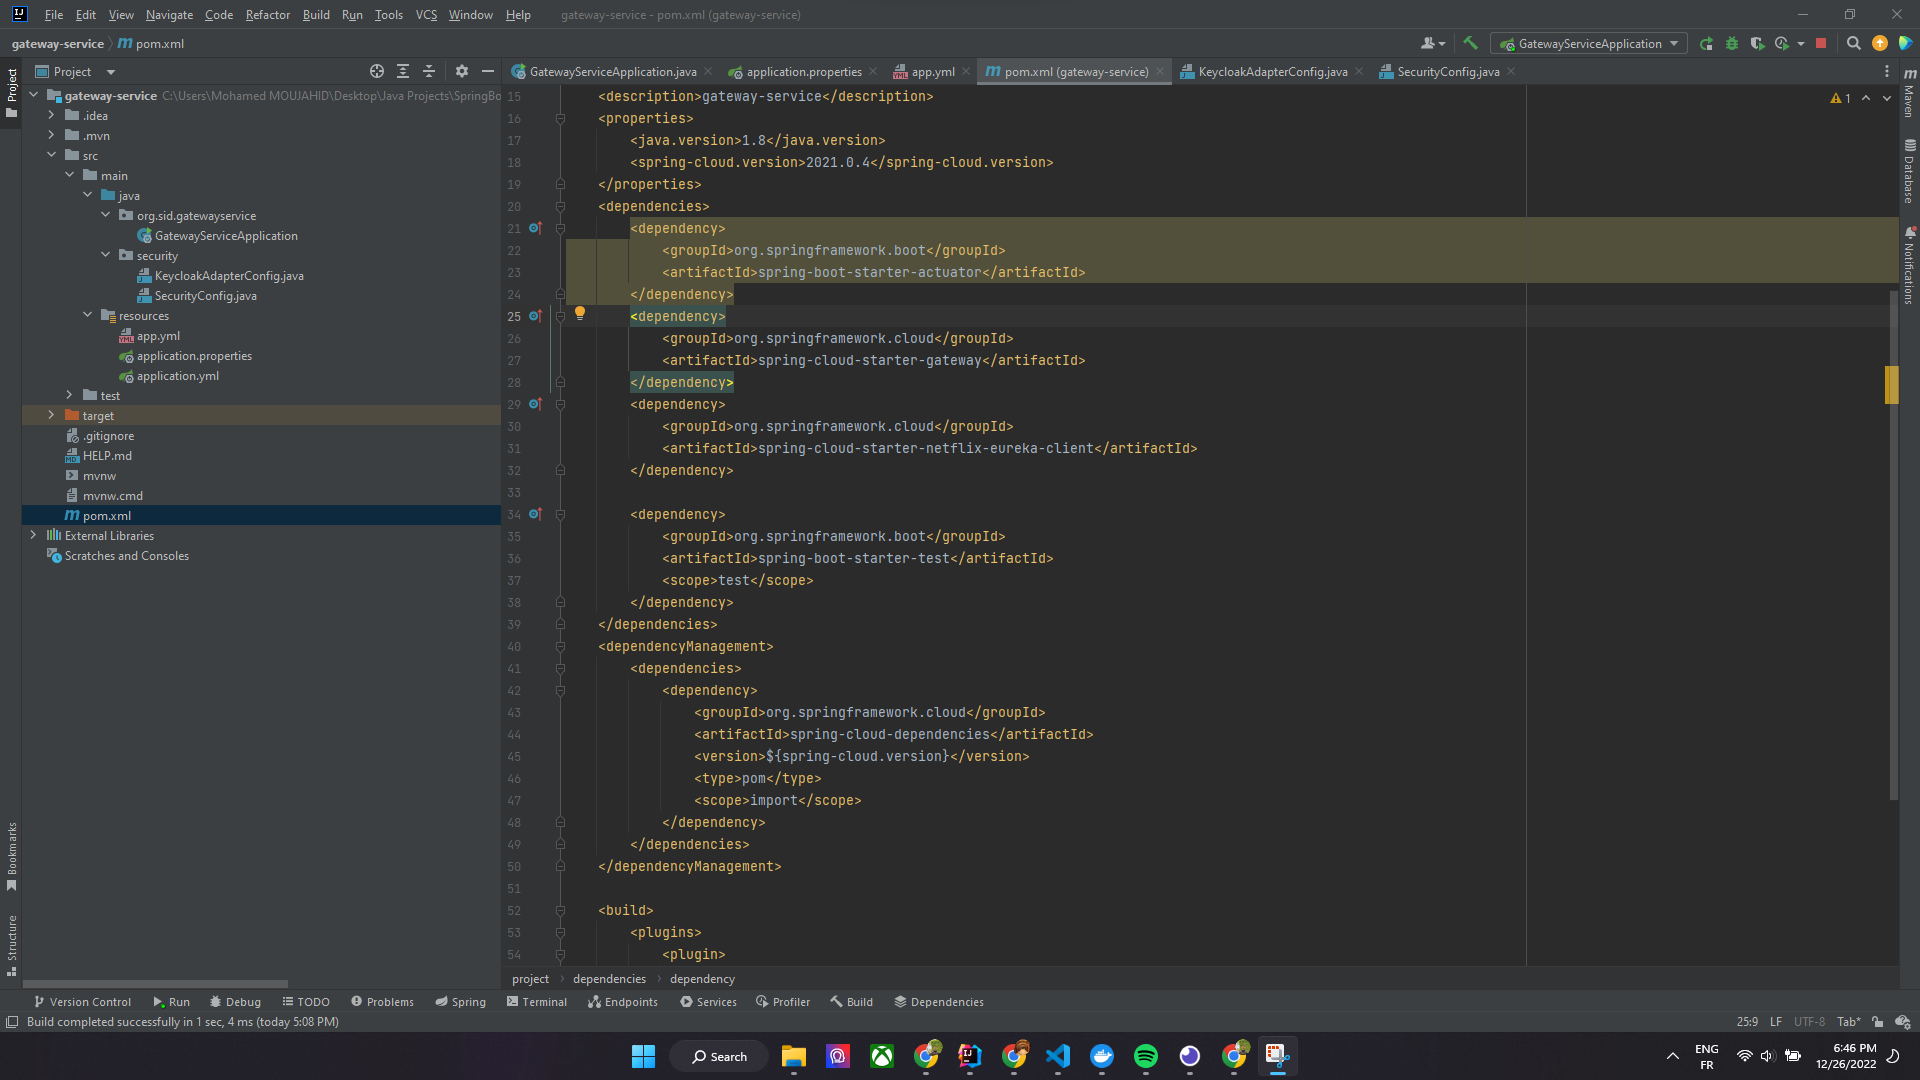 File Edit View Navigate Code Refactor Build Run Tools VCS Window Help gateway-service - pom.xml (gateway-service)
gateway-service pom.xml
GatewayServiceApplication
Project
GatewayServiceApplication.java application.properties app.yml pom.xml (gateway-service) KeycloakAdapterConfig.java SecurityConfig.java
Project
gateway-service C:\Users\Mohamed MOUJAHID\Desktop\Java Projects\SpringBo
.idea
.mvn
src
main
java
org.sid.gatewayservice
GatewayServiceApplication
security
KeycloakAdapterConfig.java
SecurityConfig.java
resources
app.yml
application.properties
application.yml
test
target
.gitignore
HELP.md
mvnw
mvnw.cmd
pom.xml
External Libraries
Scratches and Consoles
Bookmarks
Structure
15 <description>gateway-service</description>
16 <properties>
17 <java.version>1.8</java.version>
18 <spring-cloud.version>2021.0.4</spring-cloud.version>
19 </properties>
20 <dependencies>
21 <dependency>
22 <groupId>org.springframework.boot</groupId>
23 <artifactId>spring-boot-starter-actuator</artifactId>
24 </dependency>
25 <dependency>
26 <groupId>org.springframework.cloud</groupId>
27 <artifactId>spring-cloud-starter-gateway</artifactId>
28 </dependency>
29 <dependency>
30 <groupId>org.springframework.cloud</groupId>
31 <artifactId>spring-cloud-starter-netflix-eureka-client</artifactId>
32 </dependency>
33
34 <dependency>
35 <groupId>org.springframework.boot</groupId>
36 <artifactId>spring-boot-starter-test</artifactId>
37 <scope>test</scope>
38 </dependency>
39 </dependencies>
40 <dependencyManagement>
41 <dependencies>
42 <dependency>
43 <groupId>org.springframework.cloud</groupId>
44 <artifactId>spring-cloud-dependencies</artifactId>
45 <version>${spring-cloud.version}</version>
46 <type>pom</type>
47 <scope>import</scope>
48 </dependency>
49 </dependencies>
50 </dependencyManagement>
51
52 <build>
53 <plugins>
54 <plugin>
1
Maven
Database
Notifications
project dependencies dependency
Version Control Run Debug TODO Problems Spring Terminal Endpoints Services Profiler Build Dependencies
Build completed successfully in 1 sec, 4 ms (today 5:08 PM) 25:9 LF UTF-8 Tab*
Search
ENG
FR
6:46 PM
12/26/2022